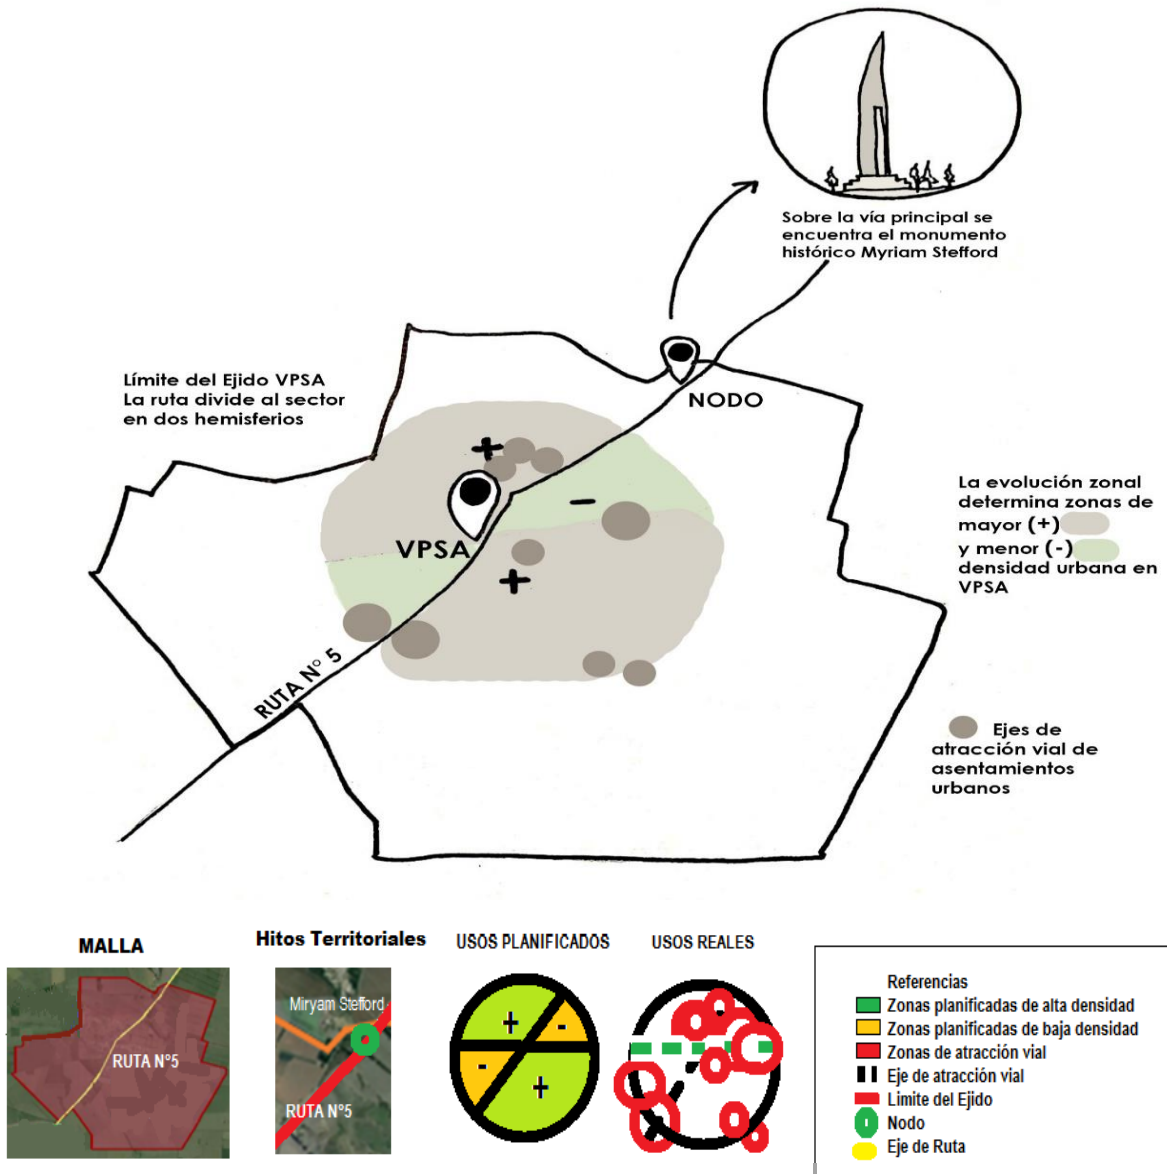 Sobre la vía principal se
encuentra el monumento
histórico Myriam Stefford
Límite del Ejido VPSA
La ruta divide al sector
en dos hemisferios
NODO
+
-
VPSA
+
RUTA N° 5
La evolución zonal
determina zonas de
mayor (+)
y menor (-)
densidad urbana en
VPSA
Ejes de
atracción vial de
asentamientos
urbanos
MALLA
RUTA N°5
Hitos Territoriales
Miryam Stefford
RUTA N°5
USOS PLANIFICADOS
+
-
-
+
USOS REALES
Referencias
Zonas planificadas de alta densidad
Zonas planificadas de baja densidad
Zonas de atracción vial
Eje de atracción vial
Limite del Ejido
Nodo
Eje de Ruta